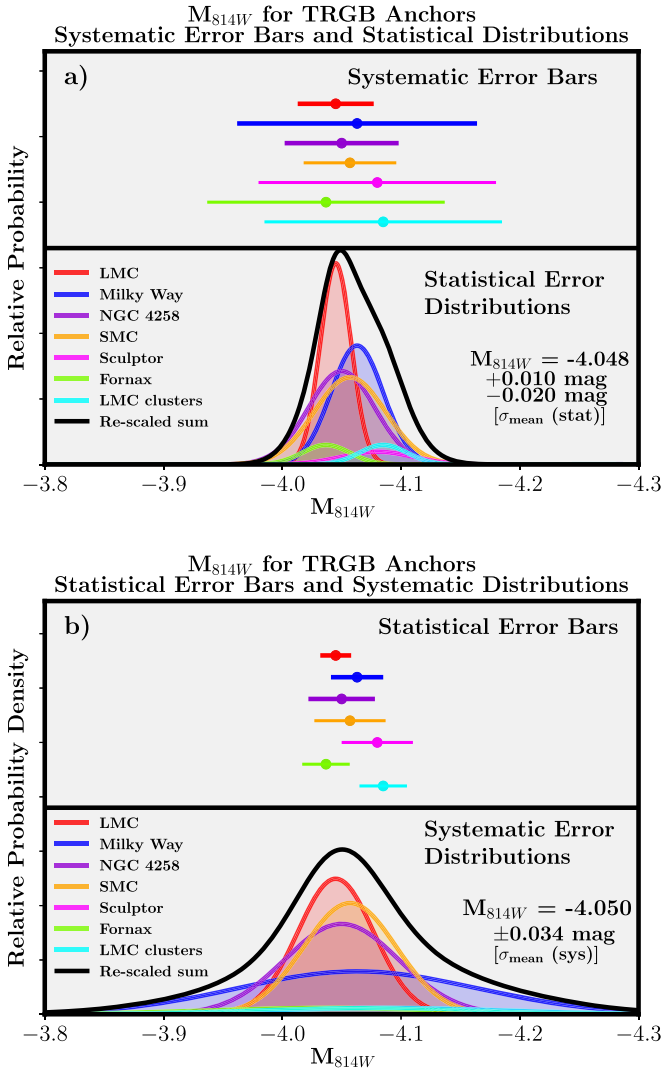 M814W for TRGB Anchors
Systematic Error Bars and Statistical Distributions
a)
Systematic Error Bars
Relative Probability
LMC
Milky Way
NGC 4258
SMC
Sculptor
Fornax
LMC clusters
Re-scaled sum
Statistical Error
Distributions
M814W = -4.048
+0.010 mag
−0.020 mag
[σmean (stat)]
−3.8
−3.9
−4.0
−4.1
−4.2
−4.3
M814W
M814W for TRGB Anchors
Statistical Error Bars and Systematic Distributions
b)
Statistical Error Bars
Relative Probability Density
LMC
Milky Way
NGC 4258
SMC
Sculptor
Fornax
LMC clusters
Re-scaled sum
Systematic Error
Distributions
M814W = -4.050
±0.034 mag
[σmean (sys)]
−3.8
−3.9
−4.0
−4.1
−4.2
−4.3
M814W